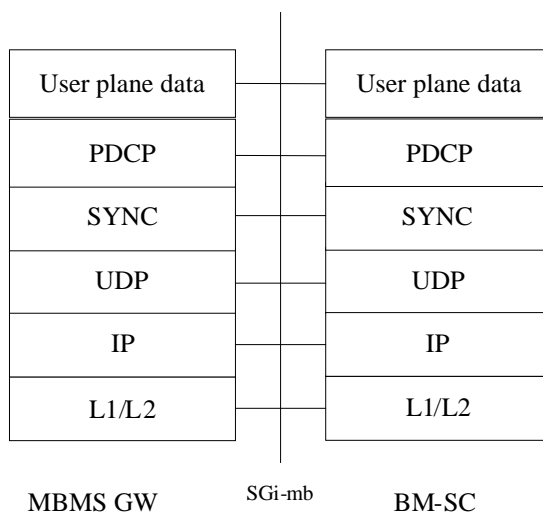 User plane data User plane data
PDCP PDCP
SYNC SYNC
UDP UDP
IP IP
L1/L2 L1/L2
MBMS GW SGi-mb BM-SC